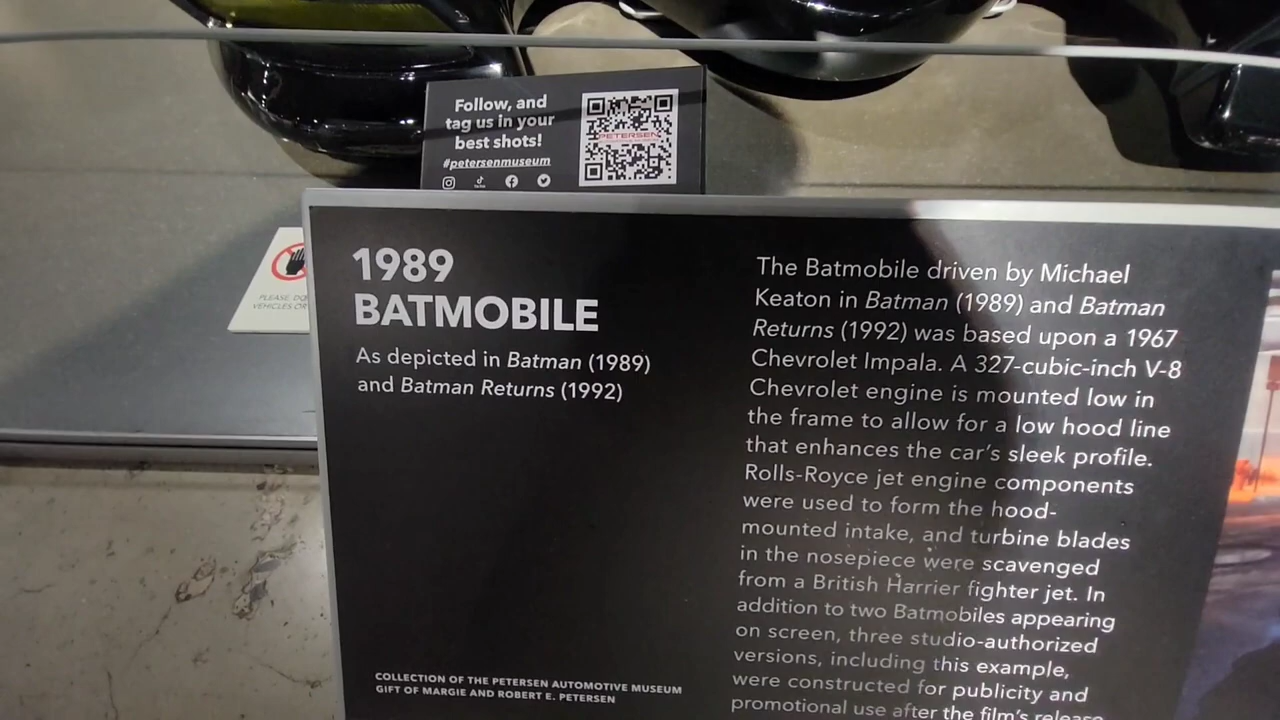 Follow, and
tag us in your
best shots!
#petersenmuseum
PETERSEN
PLEASE, DO
VEHICLES OR
1989
BATMOBILE
As depicted in Batman (1989)
and Batman Returns (1992)
COLLECTION OF THE PETERSEN AUTOMOTIVE MUSEUM
GIFT OF MARGIE AND ROBERT E. PETERSEN
The Batmobile driven by Michael
Keaton in Batman (1989) and Batman
Returns (1992) was based upon a 1967
Chevrolet Impala. A 327-cubic-inch V-8
Chevrolet engine is mounted low in
the frame to allow for a low hood line
that enhances the car's sleek profile.
Rolls-Royce jet engine components
were used to form the hood-
mounted intake, and turbine blades
in the nosepiece were scavenged
from a British Harrier fighter jet. In
addition to two Batmobiles appearing
on screen, three studio-authorized
versions, including this example,
were constructed for publicity and
promotional use after the film's release